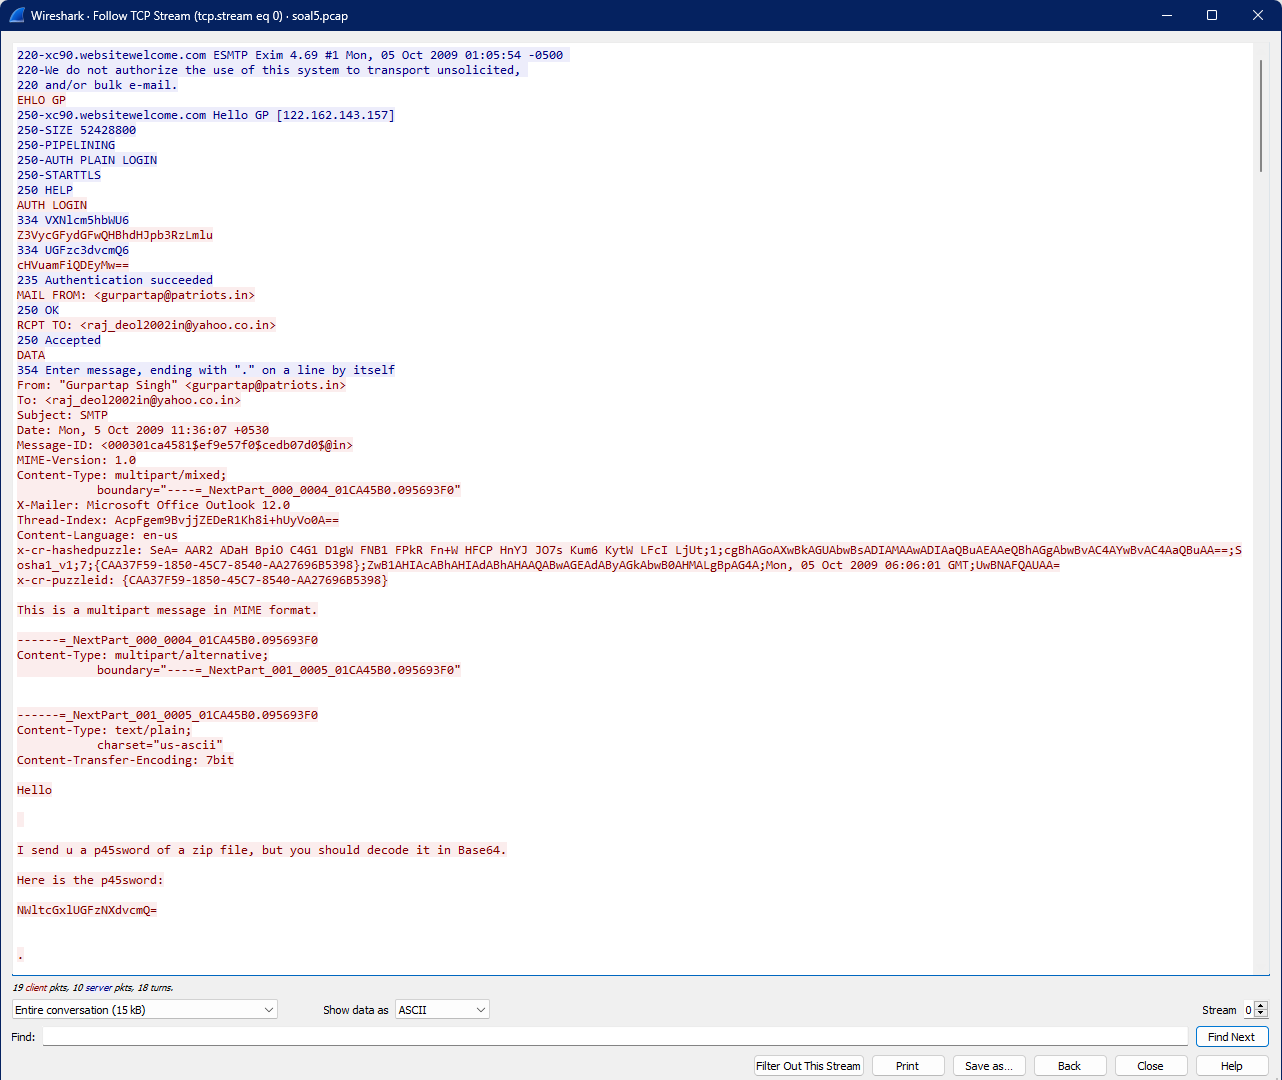 Wireshark · Follow TCP Stream (tcp.stream eq 0) · soal5.pcap
220-xc90.websitewelcome.com ESMTP Exim 4.69 #1 Mon, 05 Oct 2009 01:05:54 -0500
220-We do not authorize the use of this system to transport unsolicited,
220 and/or bulk e-mail.
EHLO GP
250-xc90.websitewelcome.com Hello GP [122.162.143.157]
250-SIZE 52428800
250-PIPELINING
250-AUTH PLAIN LOGIN
250-STARTTLS
250 HELP
AUTH LOGIN
334 VXNlcm5hbWU6
Z3VycGFydGFwQHBhdHJpb3RzLmlu
334 UGFzc3dvcmQ6
cHVuamFiQDEyMw==
235 Authentication succeeded
MAIL FROM: <gurpartap@patriots.in>
250 OK
RCPT TO: <raj_deol2002in@yahoo.co.in>
250 Accepted
DATA
354 Enter message, ending with "." on a line by itself
From: "Gurpartap Singh" <gurpartap@patriots.in>
To: <raj_deol2002in@yahoo.co.in>
Subject: SMTP
Date: Mon, 5 Oct 2009 11:36:07 +0530
Message-ID: <000301ca4581$ef9e57f0$cedb07d0$@in>
MIME-Version: 1.0
Content-Type: multipart/mixed;
boundary="----=_NextPart_000_0004_01CA45B0.095693F0"
X-Mailer: Microsoft Office Outlook 12.0
Thread-Index: AcpFgem9BvjjZEDeR1Kh8i+hUyVo0A==
Content-Language: en-us
x-cr-hashedpuzzle: SeA= AAR2 ADaH BpiO C4G1 D1gW FNB1 FPkR Fn+W HFCP HnYJ JO7s Kum6 KytW LFcI LjUt;1;cgBhAGoAXwBkAGUAbwBsADIAMAAwADIAaQBuAEAAeQBhAGgAbwBvAC4AYwBvAC4AaQBuAA==;S
osha1_v1;7;{CAA37F59-1850-45C7-8540-AA27696B5398};ZwB1AHIAcABhAHIAdABhAHAAQABwAGEAdAByAGkAbwB0AHMALgBpAG4A;Mon, 05 Oct 2009 06:06:01 GMT;UwBNAFQAUAA=
x-cr-puzzleid: {CAA37F59-1850-45C7-8540-AA27696B5398}
This is a multipart message in MIME format.
------=_NextPart_000_0004_01CA45B0.095693F0
Content-Type: multipart/alternative;
boundary="----=_NextPart_001_0005_01CA45B0.095693F0"
------=_NextPart_001_0005_01CA45B0.095693F0
Content-Type: text/plain;
charset="us-ascii"
Content-Transfer-Encoding: 7bit
Hello
I send u a p45sword of a zip file, but you should decode it in Base64.
Here is the p45sword:
NWltcGxlUGFzNXdvcmQ=
.
19 client pkts, 10 server pkts, 18 turns.
Entire conversation (15 kB) Show data as ASCII Stream 0
Find: Find Next
Filter Out This Stream Print Save as... Back Close Help